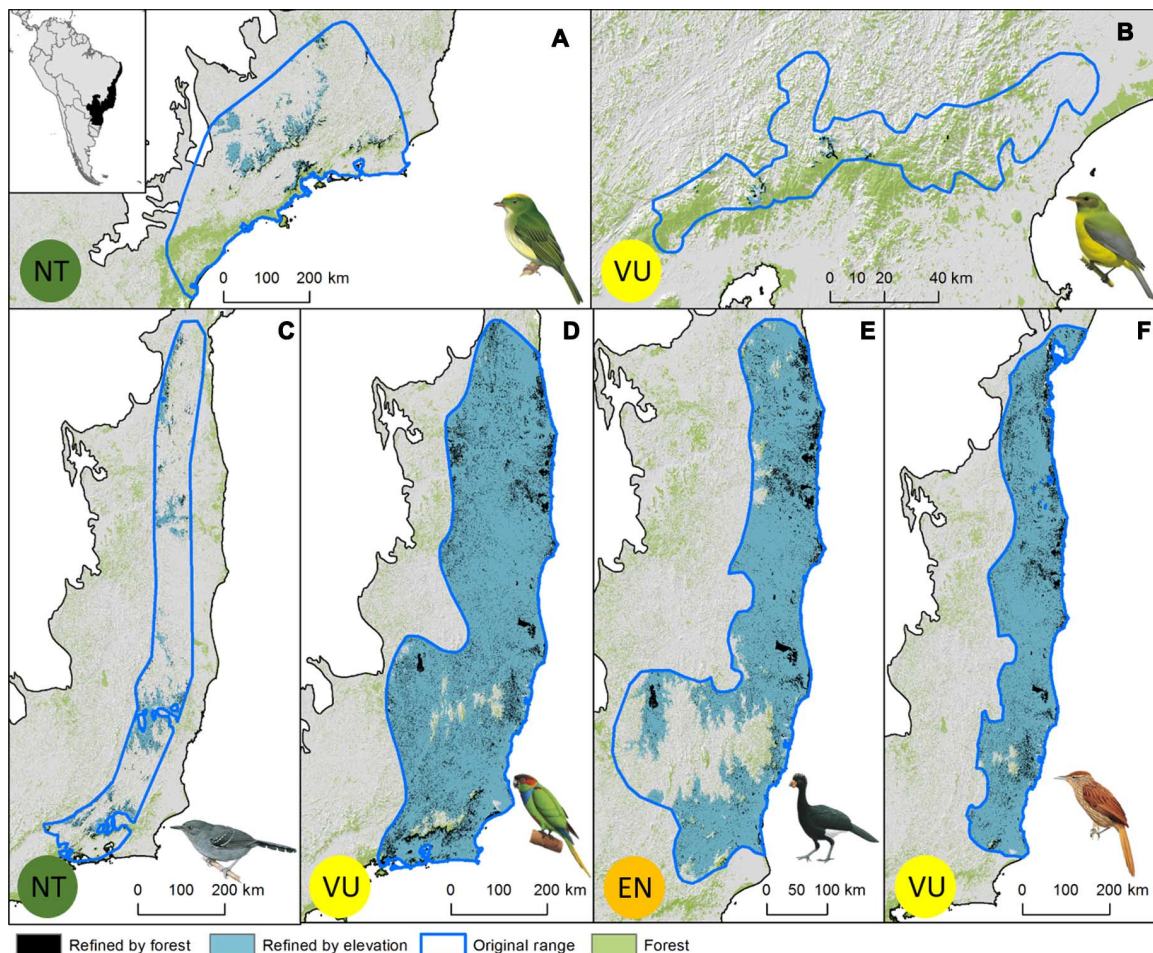 A
B
NT
0 100 200 km
VU
0 10 20 40 km
C
D
E
F
NT
0 100 200 km
VU
0 100 200 km
EN
0 50 100 km
VU
0 100 200 km
Refined by forest Refined by elevation Original range Forest